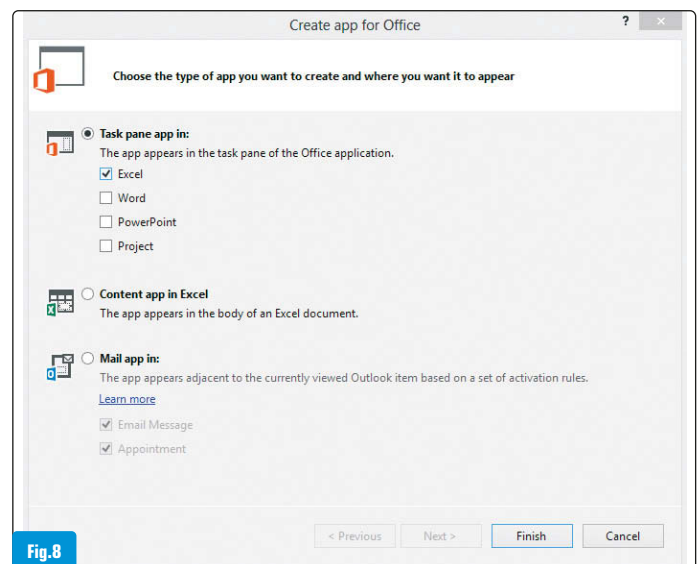 Create app for Office
?
Choose the type of app you want to create and where you want it to appear
Task pane app in:
The app appears in the task pane of the Office application.
Excel
Word
PowerPoint
Project
Content app in Excel
The app appears in the body of an Excel document.
Mail app in:
The app appears adjacent to the currently viewed Outlook item based on a set of activation rules.
Learn more
Email Message
Appointment
< Previous Next > Finish Cancel
Fig.8